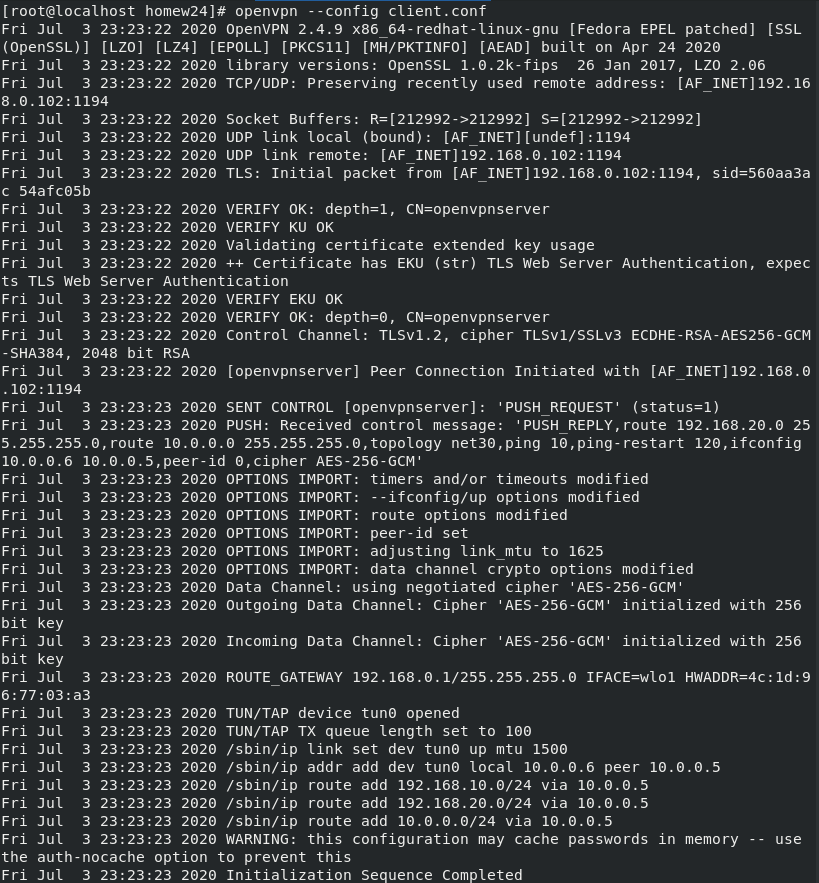 [root@localhost homew24]# openvpn --config client.conf
Fri Jul  3 23:23:22 2020 OpenVPN 2.4.9 x86_64-redhat-linux-gnu [Fedora EPEL patched] [SSL
(OpenSSL)] [LZO] [LZ4] [EPOLL] [PKCS11] [MH/PKTINFO] [AEAD] built on Apr 24 2020
Fri Jul  3 23:23:22 2020 library versions: OpenSSL 1.0.2k-fips  26 Jan 2017, LZO 2.06
Fri Jul  3 23:23:22 2020 TCP/UDP: Preserving recently used remote address: [AF_INET]192.16
8.0.102:1194
Fri Jul  3 23:23:22 2020 Socket Buffers: R=[212992->212992] S=[212992->212992]
Fri Jul  3 23:23:22 2020 UDP link local (bound): [AF_INET][undef]:1194
Fri Jul  3 23:23:22 2020 UDP link remote: [AF_INET]192.168.0.102:1194
Fri Jul  3 23:23:22 2020 TLS: Initial packet from [AF_INET]192.168.0.102:1194, sid=560aa3a
c 54afc05b
Fri Jul  3 23:23:22 2020 VERIFY OK: depth=1, CN=openvpnserver
Fri Jul  3 23:23:22 2020 VERIFY KU OK
Fri Jul  3 23:23:22 2020 Validating certificate extended key usage
Fri Jul  3 23:23:22 2020 ++ Certificate has EKU (str) TLS Web Server Authentication, expec
ts TLS Web Server Authentication
Fri Jul  3 23:23:22 2020 VERIFY EKU OK
Fri Jul  3 23:23:22 2020 VERIFY OK: depth=0, CN=openvpnserver
Fri Jul  3 23:23:22 2020 Control Channel: TLSv1.2, cipher TLSv1/SSLv3 ECDHE-RSA-AES256-GCM
-SHA384, 2048 bit RSA
Fri Jul  3 23:23:22 2020 [openvpnserver] Peer Connection Initiated with [AF_INET]192.168.0
.102:1194
Fri Jul  3 23:23:23 2020 SENT CONTROL [openvpnserver]: 'PUSH_REQUEST' (status=1)
Fri Jul  3 23:23:23 2020 PUSH: Received control message: 'PUSH_REPLY,route 192.168.20.0 25
5.255.255.0,route 10.0.0.0 255.255.255.0,topology net30,ping 10,ping-restart 120,ifconfig
10.0.0.6 10.0.0.5,peer-id 0,cipher AES-256-GCM'
Fri Jul  3 23:23:23 2020 OPTIONS IMPORT: timers and/or timeouts modified
Fri Jul  3 23:23:23 2020 OPTIONS IMPORT: --ifconfig/up options modified
Fri Jul  3 23:23:23 2020 OPTIONS IMPORT: route options modified
Fri Jul  3 23:23:23 2020 OPTIONS IMPORT: peer-id set
Fri Jul  3 23:23:23 2020 OPTIONS IMPORT: adjusting link_mtu to 1625
Fri Jul  3 23:23:23 2020 OPTIONS IMPORT: data channel crypto options modified
Fri Jul  3 23:23:23 2020 Data Channel: using negotiated cipher 'AES-256-GCM'
Fri Jul  3 23:23:23 2020 Outgoing Data Channel: Cipher 'AES-256-GCM' initialized with 256
bit key
Fri Jul  3 23:23:23 2020 Incoming Data Channel: Cipher 'AES-256-GCM' initialized with 256
bit key
Fri Jul  3 23:23:23 2020 ROUTE_GATEWAY 192.168.0.1/255.255.255.0 IFACE=wlo1 HWADDR=4c:1d:9
6:77:03:a3
Fri Jul  3 23:23:23 2020 TUN/TAP device tun0 opened
Fri Jul  3 23:23:23 2020 TUN/TAP TX queue length set to 100
Fri Jul  3 23:23:23 2020 /sbin/ip link set dev tun0 up mtu 1500
Fri Jul  3 23:23:23 2020 /sbin/ip addr add dev tun0 local 10.0.0.6 peer 10.0.0.5
Fri Jul  3 23:23:23 2020 /sbin/ip route add 192.168.10.0/24 via 10.0.0.5
Fri Jul  3 23:23:23 2020 /sbin/ip route add 192.168.20.0/24 via 10.0.0.5
Fri Jul  3 23:23:23 2020 /sbin/ip route add 10.0.0.0/24 via 10.0.0.5
Fri Jul  3 23:23:23 2020 WARNING: this configuration may cache passwords in memory -- use
the auth-nocache option to prevent this
Fri Jul  3 23:23:23 2020 Initialization Sequence Completed